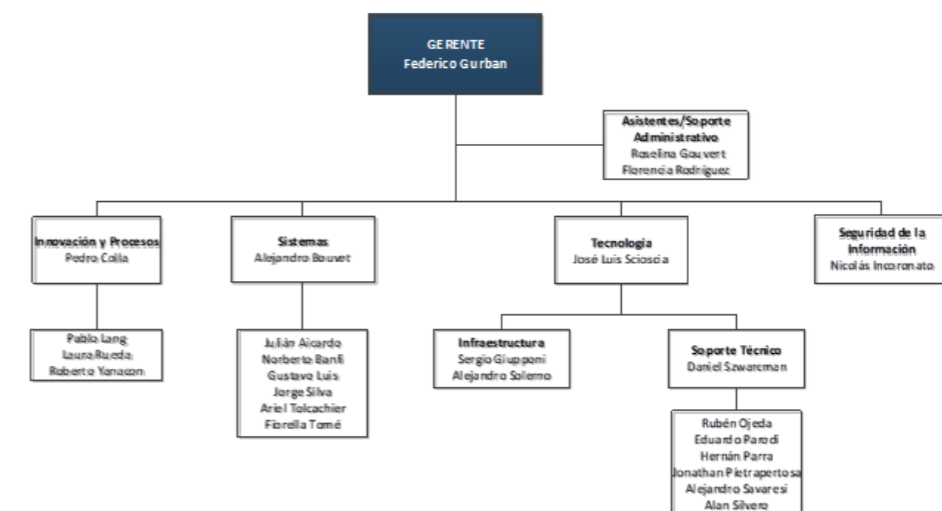 GERENTE
Federico Gurban
Asistentes/Soporte
Administrativo
Roselina Gauvert
Florencia Rodriguez
Innovación y Procesos
Pedro Colla
Sistemas
Alejandro Bouvet
Tecnología
José Luis Scioscia
Seguridad de la
Información
Nicolás Incoronato
Pablo Lang
Laura Rueda
Roberto Yanacon
Julián Aicardo
Norberto Banfi
Gustavo Luis
Jorge Silva
Ariel Tolcachier
Fiorella Tomé
Infraestructura
Sergio Giupponi
Alejandro Solerno
Soporte Técnico
Daniel Szwarcman
Rubén Ojeda
Eduardo Parodi
Hernán Parra
Jonathan Pietrapertosa
Alejandro Savaresi
Alan Silvero